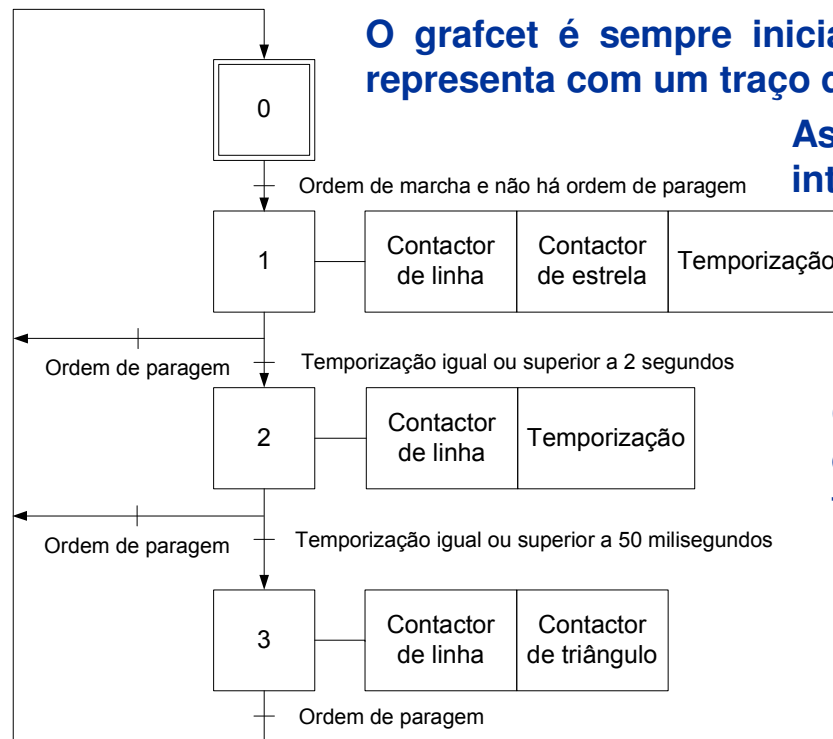 O grafcet é sempre
representa com um traço
As
0
Ordem de marcha e não há ordem de paragem
1
Contactor
de linha
Contactor
de estrela
Temporização
Ordem de paragem
Temporização igual ou superior a 2 segundos
2
Contactor
de linha
Temporização
Ordem de paragem
Temporização igual ou superior a 50 milisegundos
3
Contactor
de linha
Contactor
de triângulo
Ordem de paragem